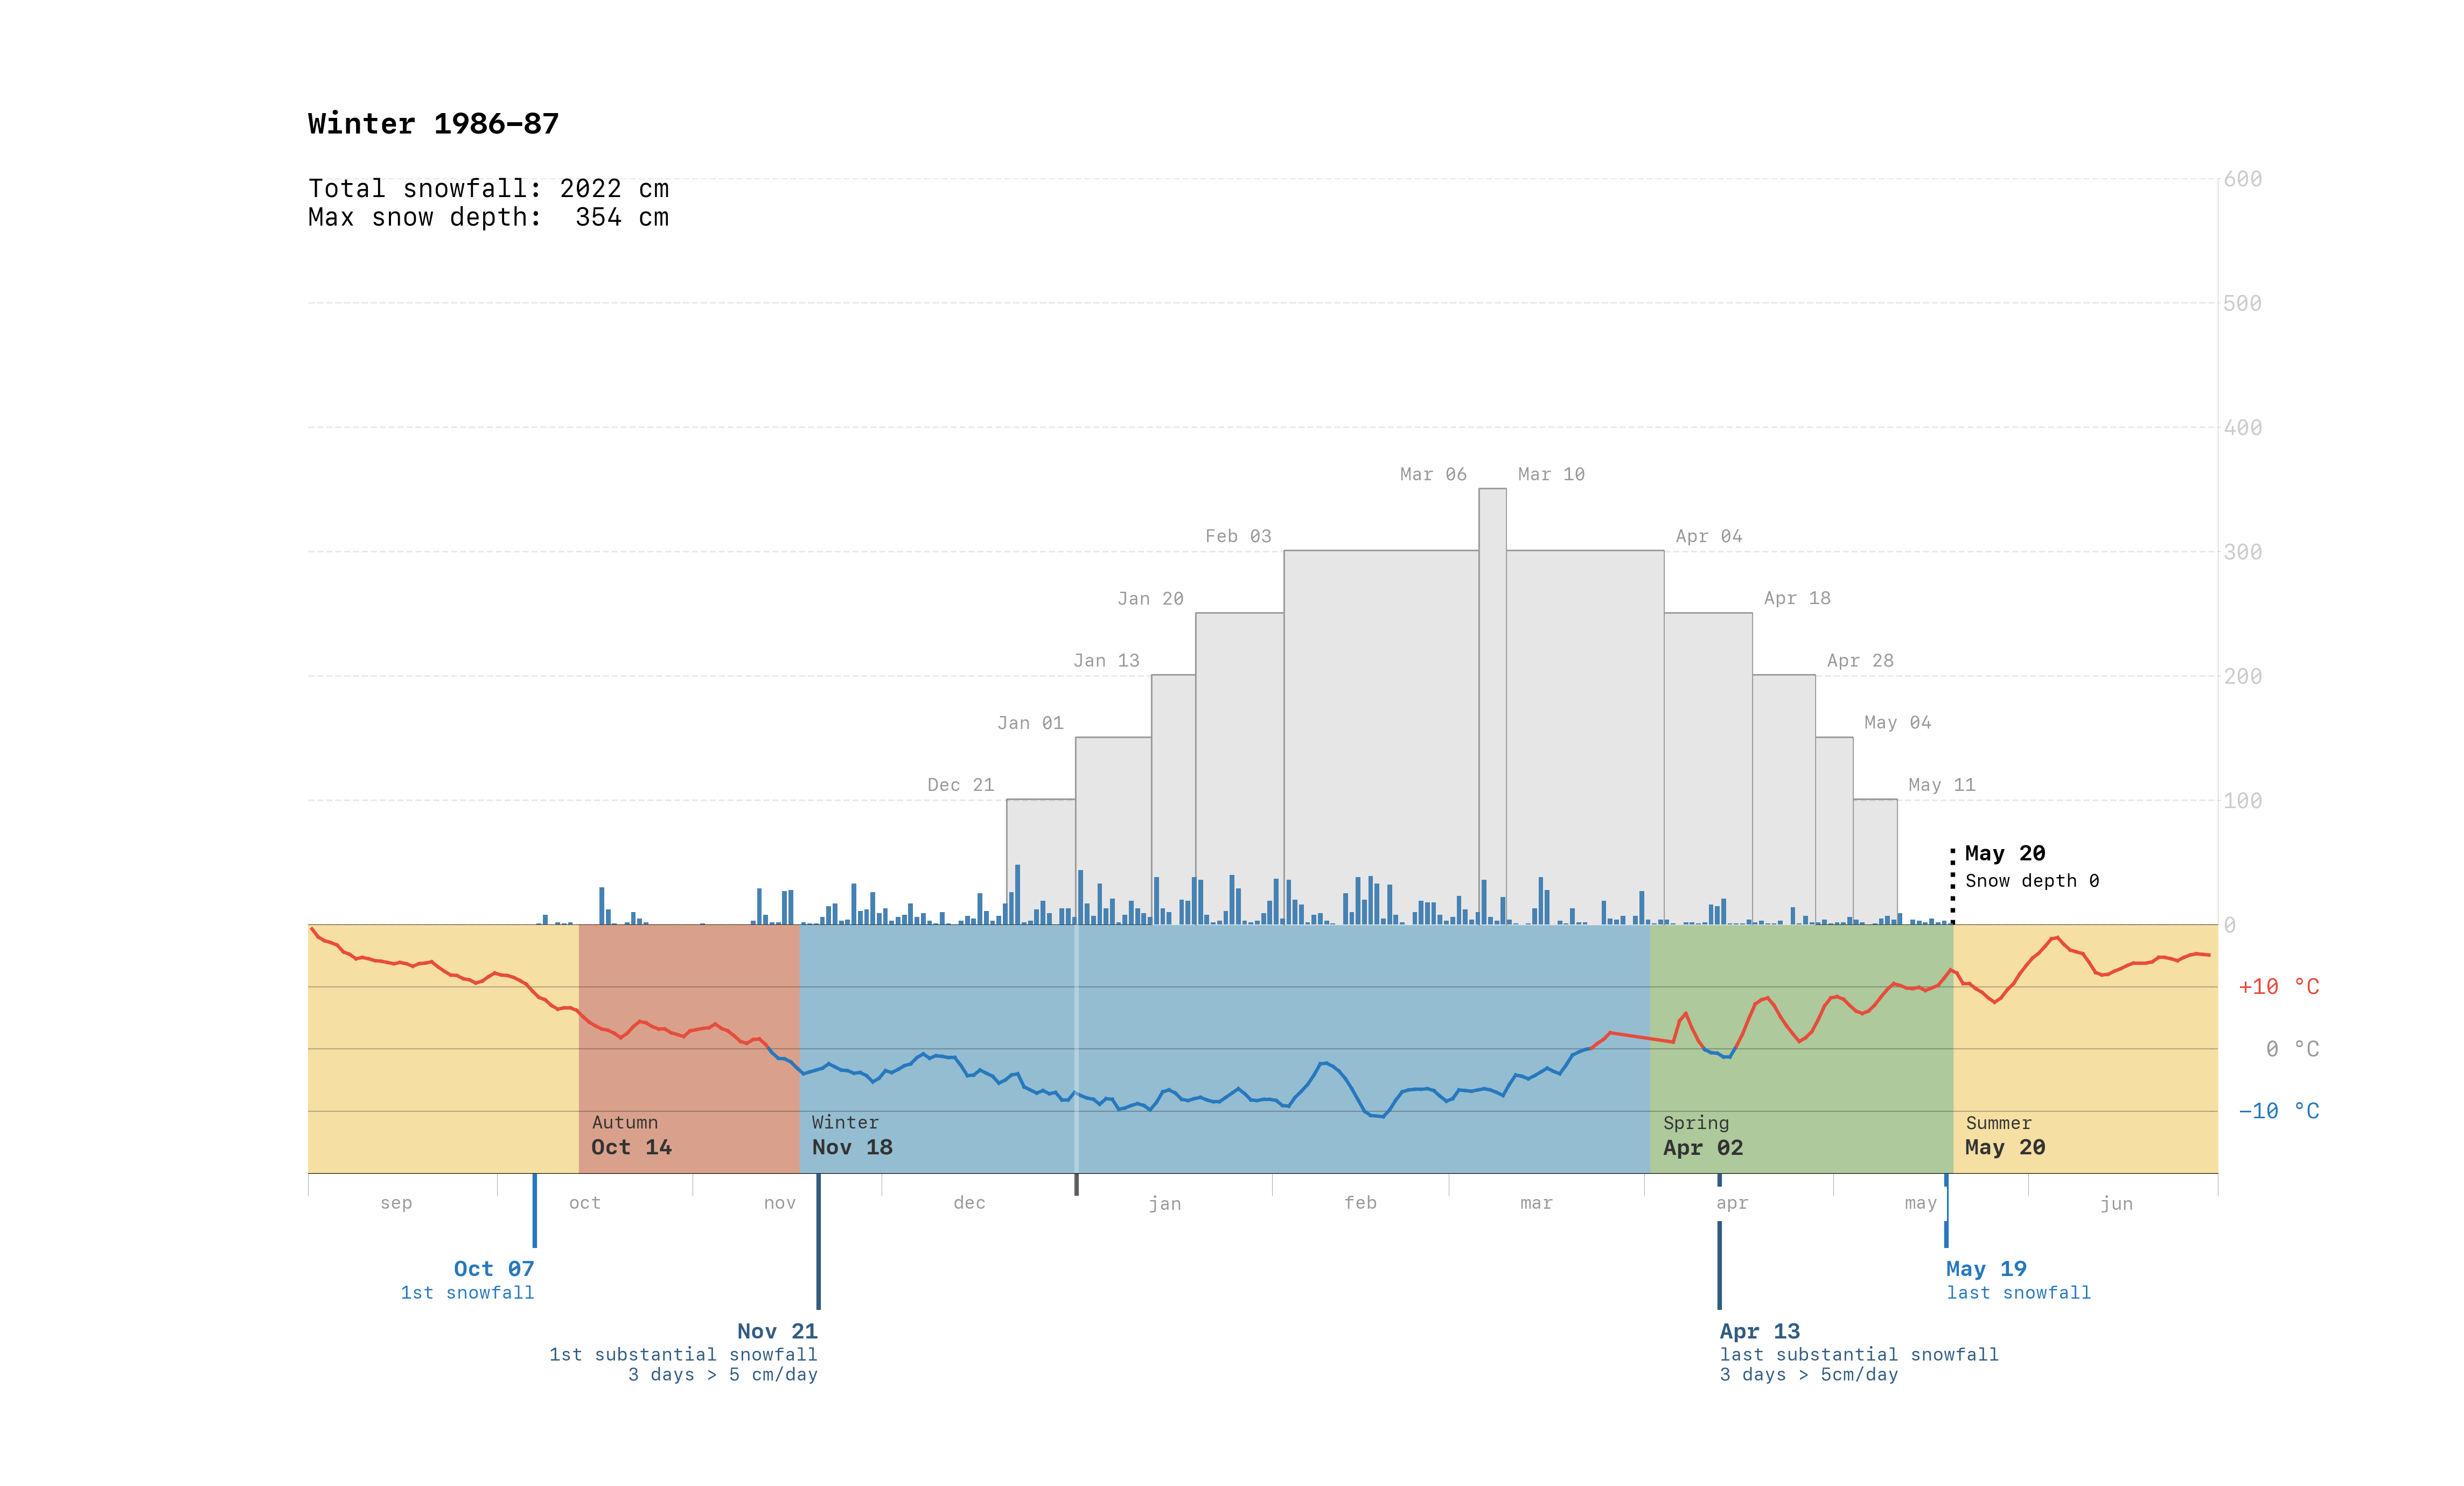 Winter 1986–87
Total snowfall: 2022 cm
Max snow depth:  354 cm
600
500
400
300
200
100
0
Mar 06
Mar 10
Feb 03
Apr 04
Jan 20
Apr 18
Jan 13
Apr 28
Jan 01
May 04
Dec 21
May 11
May 20
Snow depth 0
+10 °C
0 °C
−10 °C
Autumn
Oct 14
Winter
Nov 18
Spring
Apr 02
Summer
May 20
sep
oct
nov
dec
jan
feb
mar
apr
may
jun
Oct 07
1st snowfall
Nov 21
1st substantial snowfall
3 days > 5 cm/day
Apr 13
last substantial snowfall
3 days > 5cm/day
May 19
last snowfall